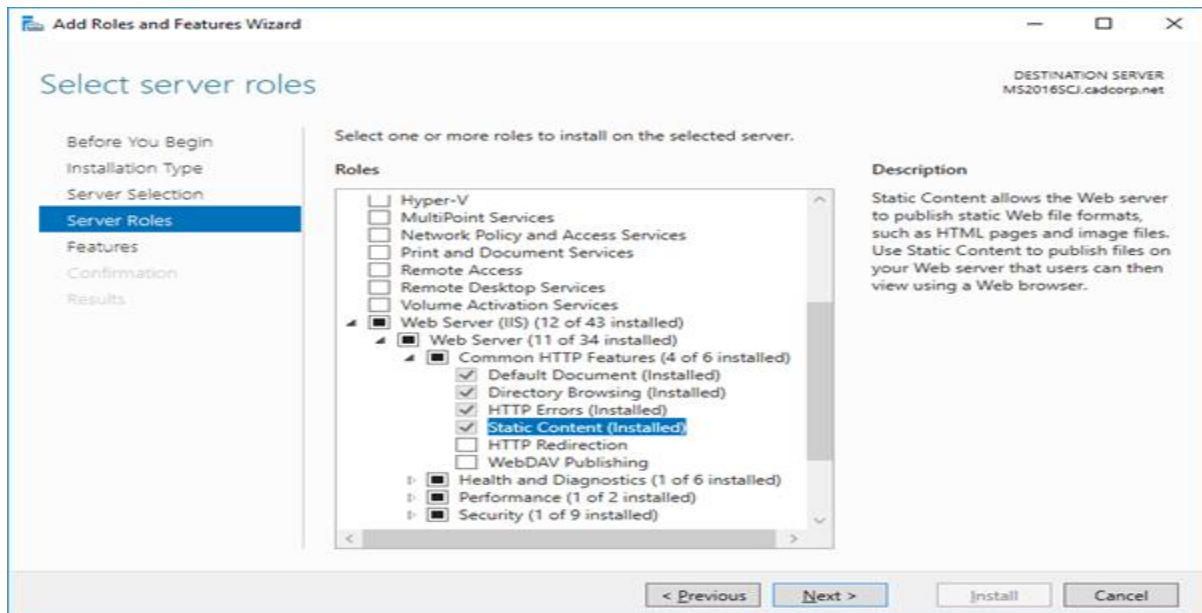 Add Roles and Features Wizard
Select server roles
DESTINATION SERVER
MS2016SCJ.cadcorp.net
Before You Begin
Installation Type
Server Selection
Server Roles
Features
Confirmation
Results
Select one or more roles to install on the selected server.
Roles
Hyper-V
MultiPoint Services
Network Policy and Access Services
Print and Document Services
Remote Access
Remote Desktop Services
Volume Activation Services
Web Server (IIS) (12 of 43 installed)
Web Server (11 of 34 installed)
Common HTTP Features (4 of 6 installed)
Default Document (Installed)
Directory Browsing (Installed)
HTTP Errors (Installed)
Static Content (Installed)
HTTP Redirection
WebDAV Publishing
Health and Diagnostics (1 of 6 installed)
Performance (1 of 2 installed)
Security (1 of 9 installed)
Description
Static Content allows the Web server
to publish static Web file formats,
such as HTML pages and image files.
Use Static Content to publish files on
your Web server that users can then
view using a Web browser.
< Previous
Next >
Install
Cancel